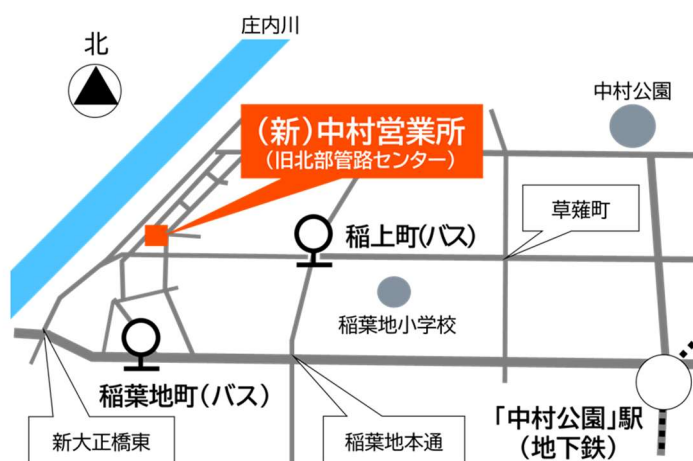 庄内川
北
中村公園
(新)中村営業所
(旧北部管路センター)
草薙町
稲上町(バス)
稲葉地小学校
稲葉地町(バス)
「中村公園」駅
(地下鉄)
新大正橋東
稲葉地本通